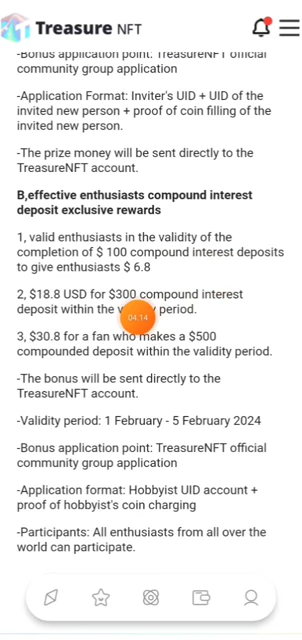 Treasure NFT
-Bonus application point: TreasureNFT official
community group application
-Application Format: Inviter's UID + UID of the
invited new person + proof of coin filling of the
invited new person.
-The prize money will be sent directly to the
TreasureNFT account.
B,effective enthusiasts compound interest
deposit exclusive rewards
1, valid enthusiasts in the validity of the
completion of $ 100 compound interest deposits
to give enthusiasts $ 6.8
2, $18.8 USD for $300 compound interest
deposit within the period.
04:14
3, $30.8 for a fan who makes a $500
compounded deposit within the validity period.
-The bonus will be sent directly to the
TreasureNFT account.
-Validity period: 1 February - 5 February 2024
-Bonus application point: TreasureNFT official
community group application
-Application format: Hobbyist UID account +
proof of hobbyist's coin charging
-Participants: All enthusiasts from all over the
world can participate.